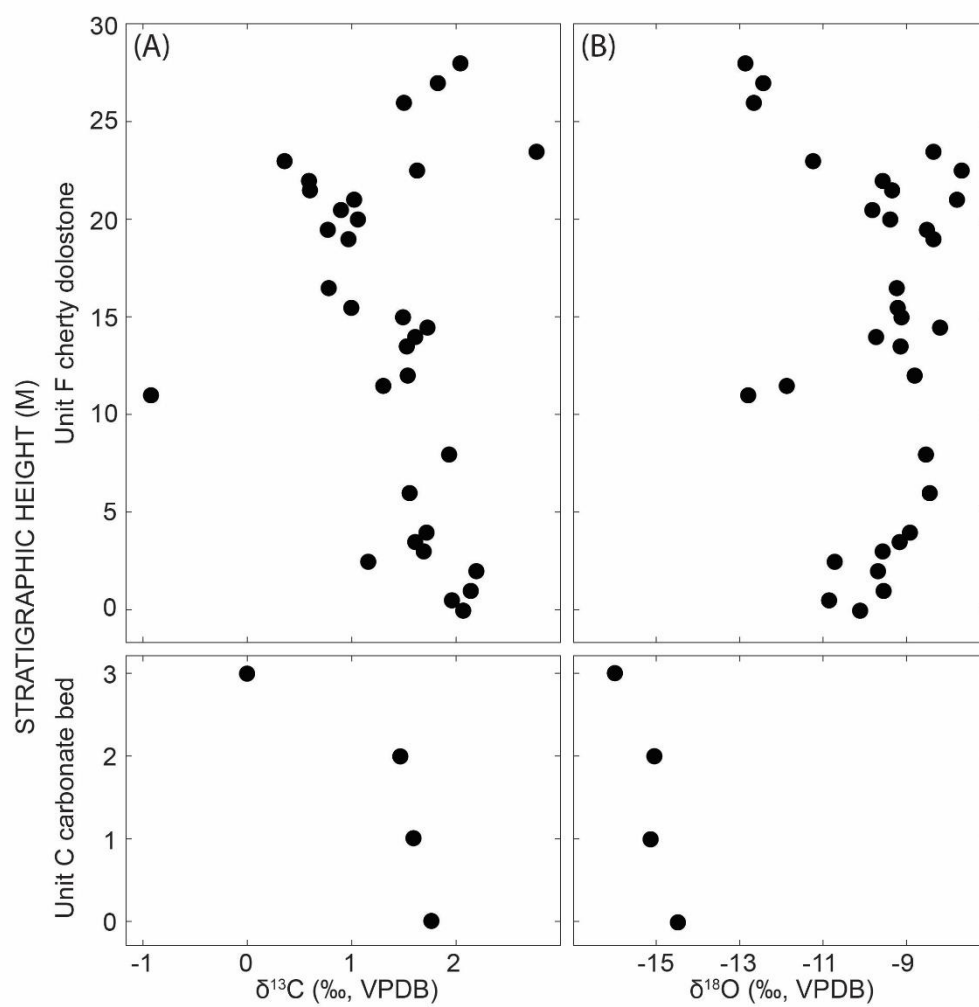 (A)
(B)
30
25
20
15
10
5
0
3
2
1
0
STRATIGRAPHIC HEIGHT (M)
Unit F cherty dolostone
Unit C carbonate bed
-1 0 1 2
-15 -13 -11 -9
δ¹³C (‰, VPDB)
δ¹⁸O (‰, VPDB)